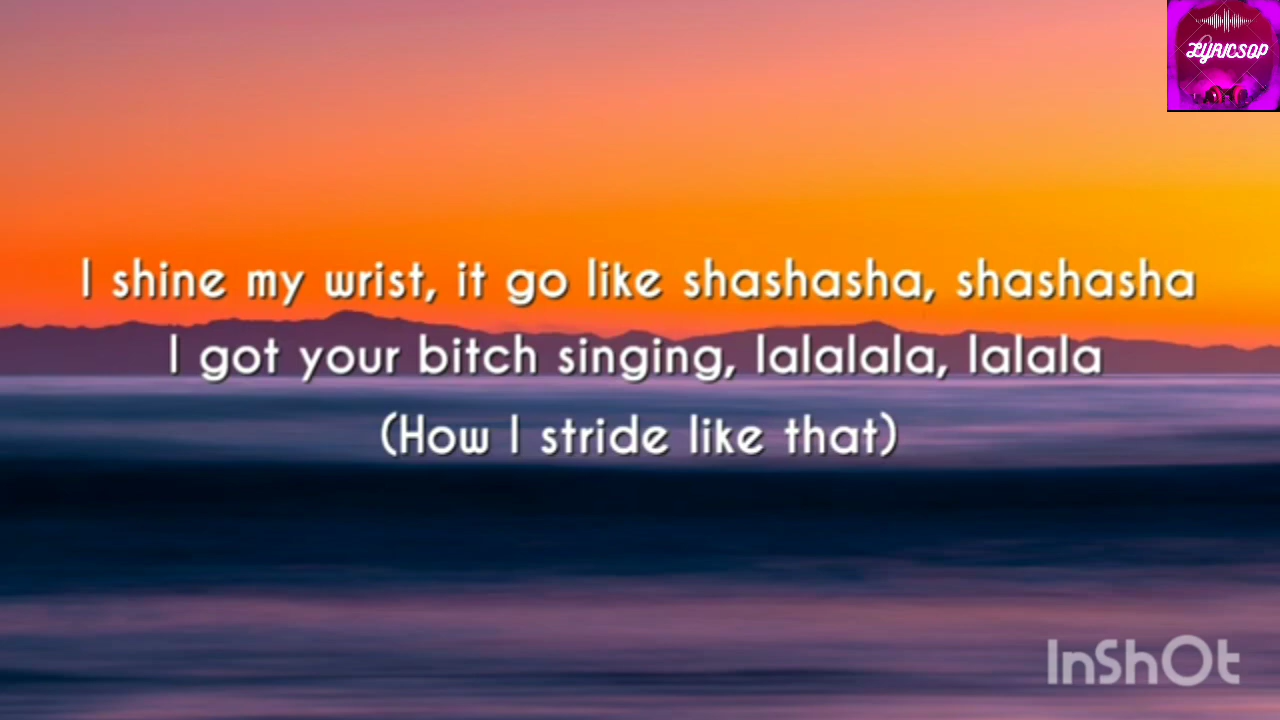 LYRICSOP
I shine my wrist, it go like shashasha, shashasha
I got your bitch singing, lalalala, lalala
(How I stride like that)
InShOt